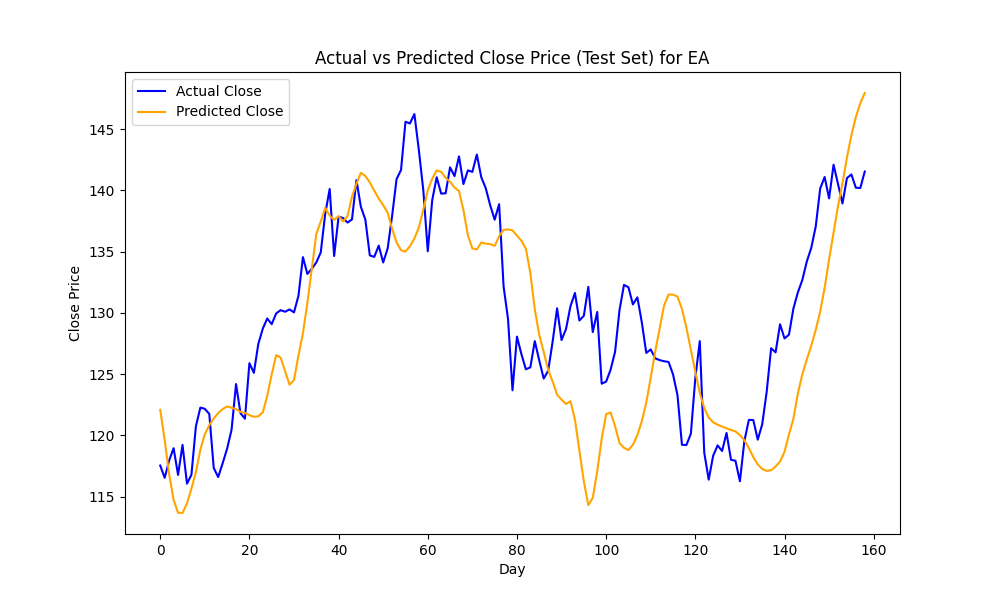 Actual vs Predicted Close Price (Test Set) for EA
Actual Close
Predicted Close
145
140
135
130
125
120
115
Close Price
0 20 40 60 80 100 120 140 160
Day